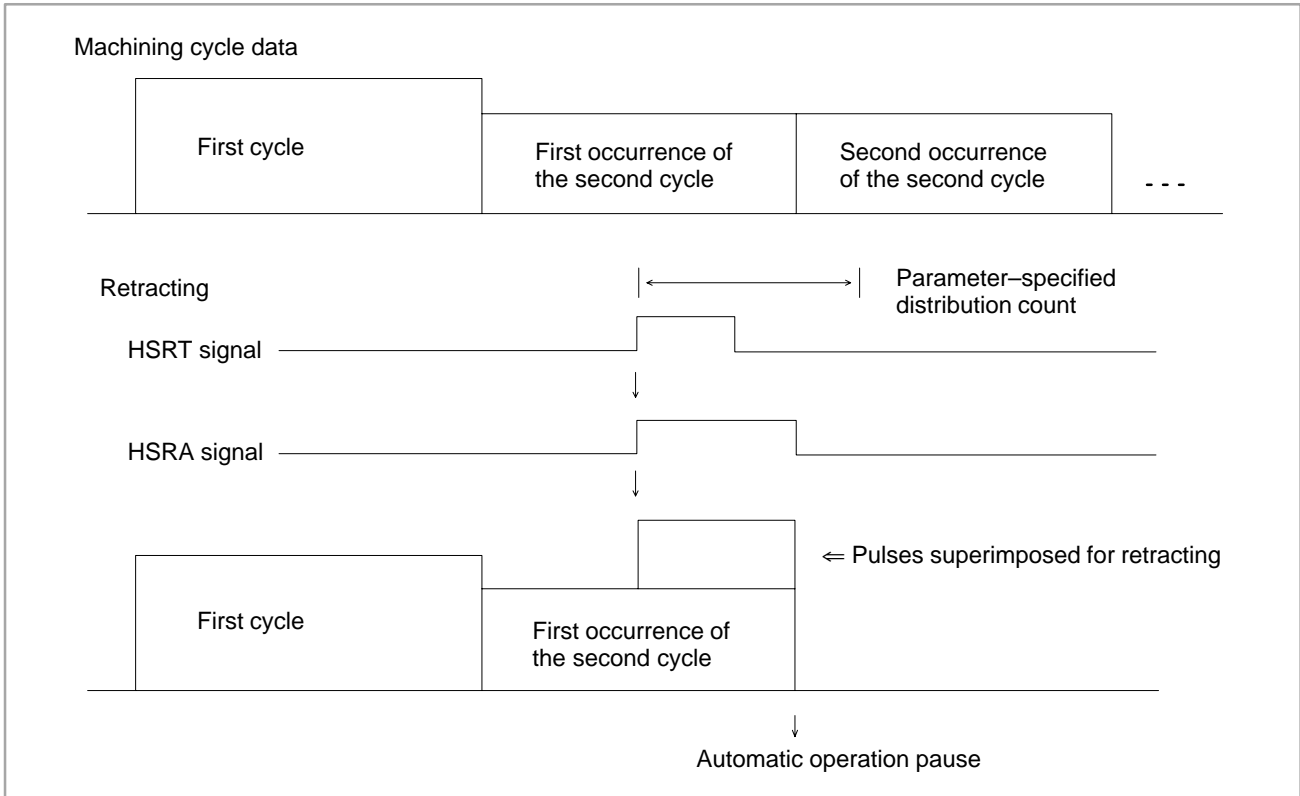 Machining cycle data
First cycle
First occurrence of
the second cycle
Second occurrence
of the second cycle
- - -
Retracting
Parameter–specified
distribution count
HSRT signal
HSRA signal
⇐ Pulses superimposed for retracting
First cycle
First occurrence of
the second cycle
Automatic operation pause